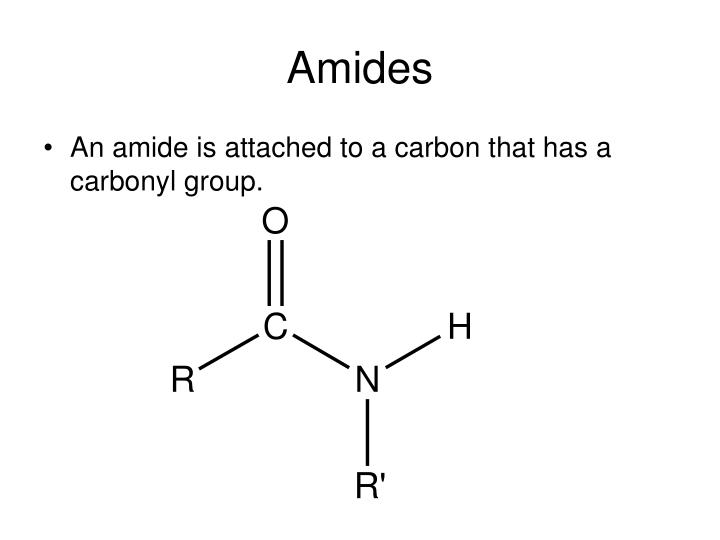 Amides
• An amide is attached to a carbon that has a
carbonyl group.
O
C H
R N
R'